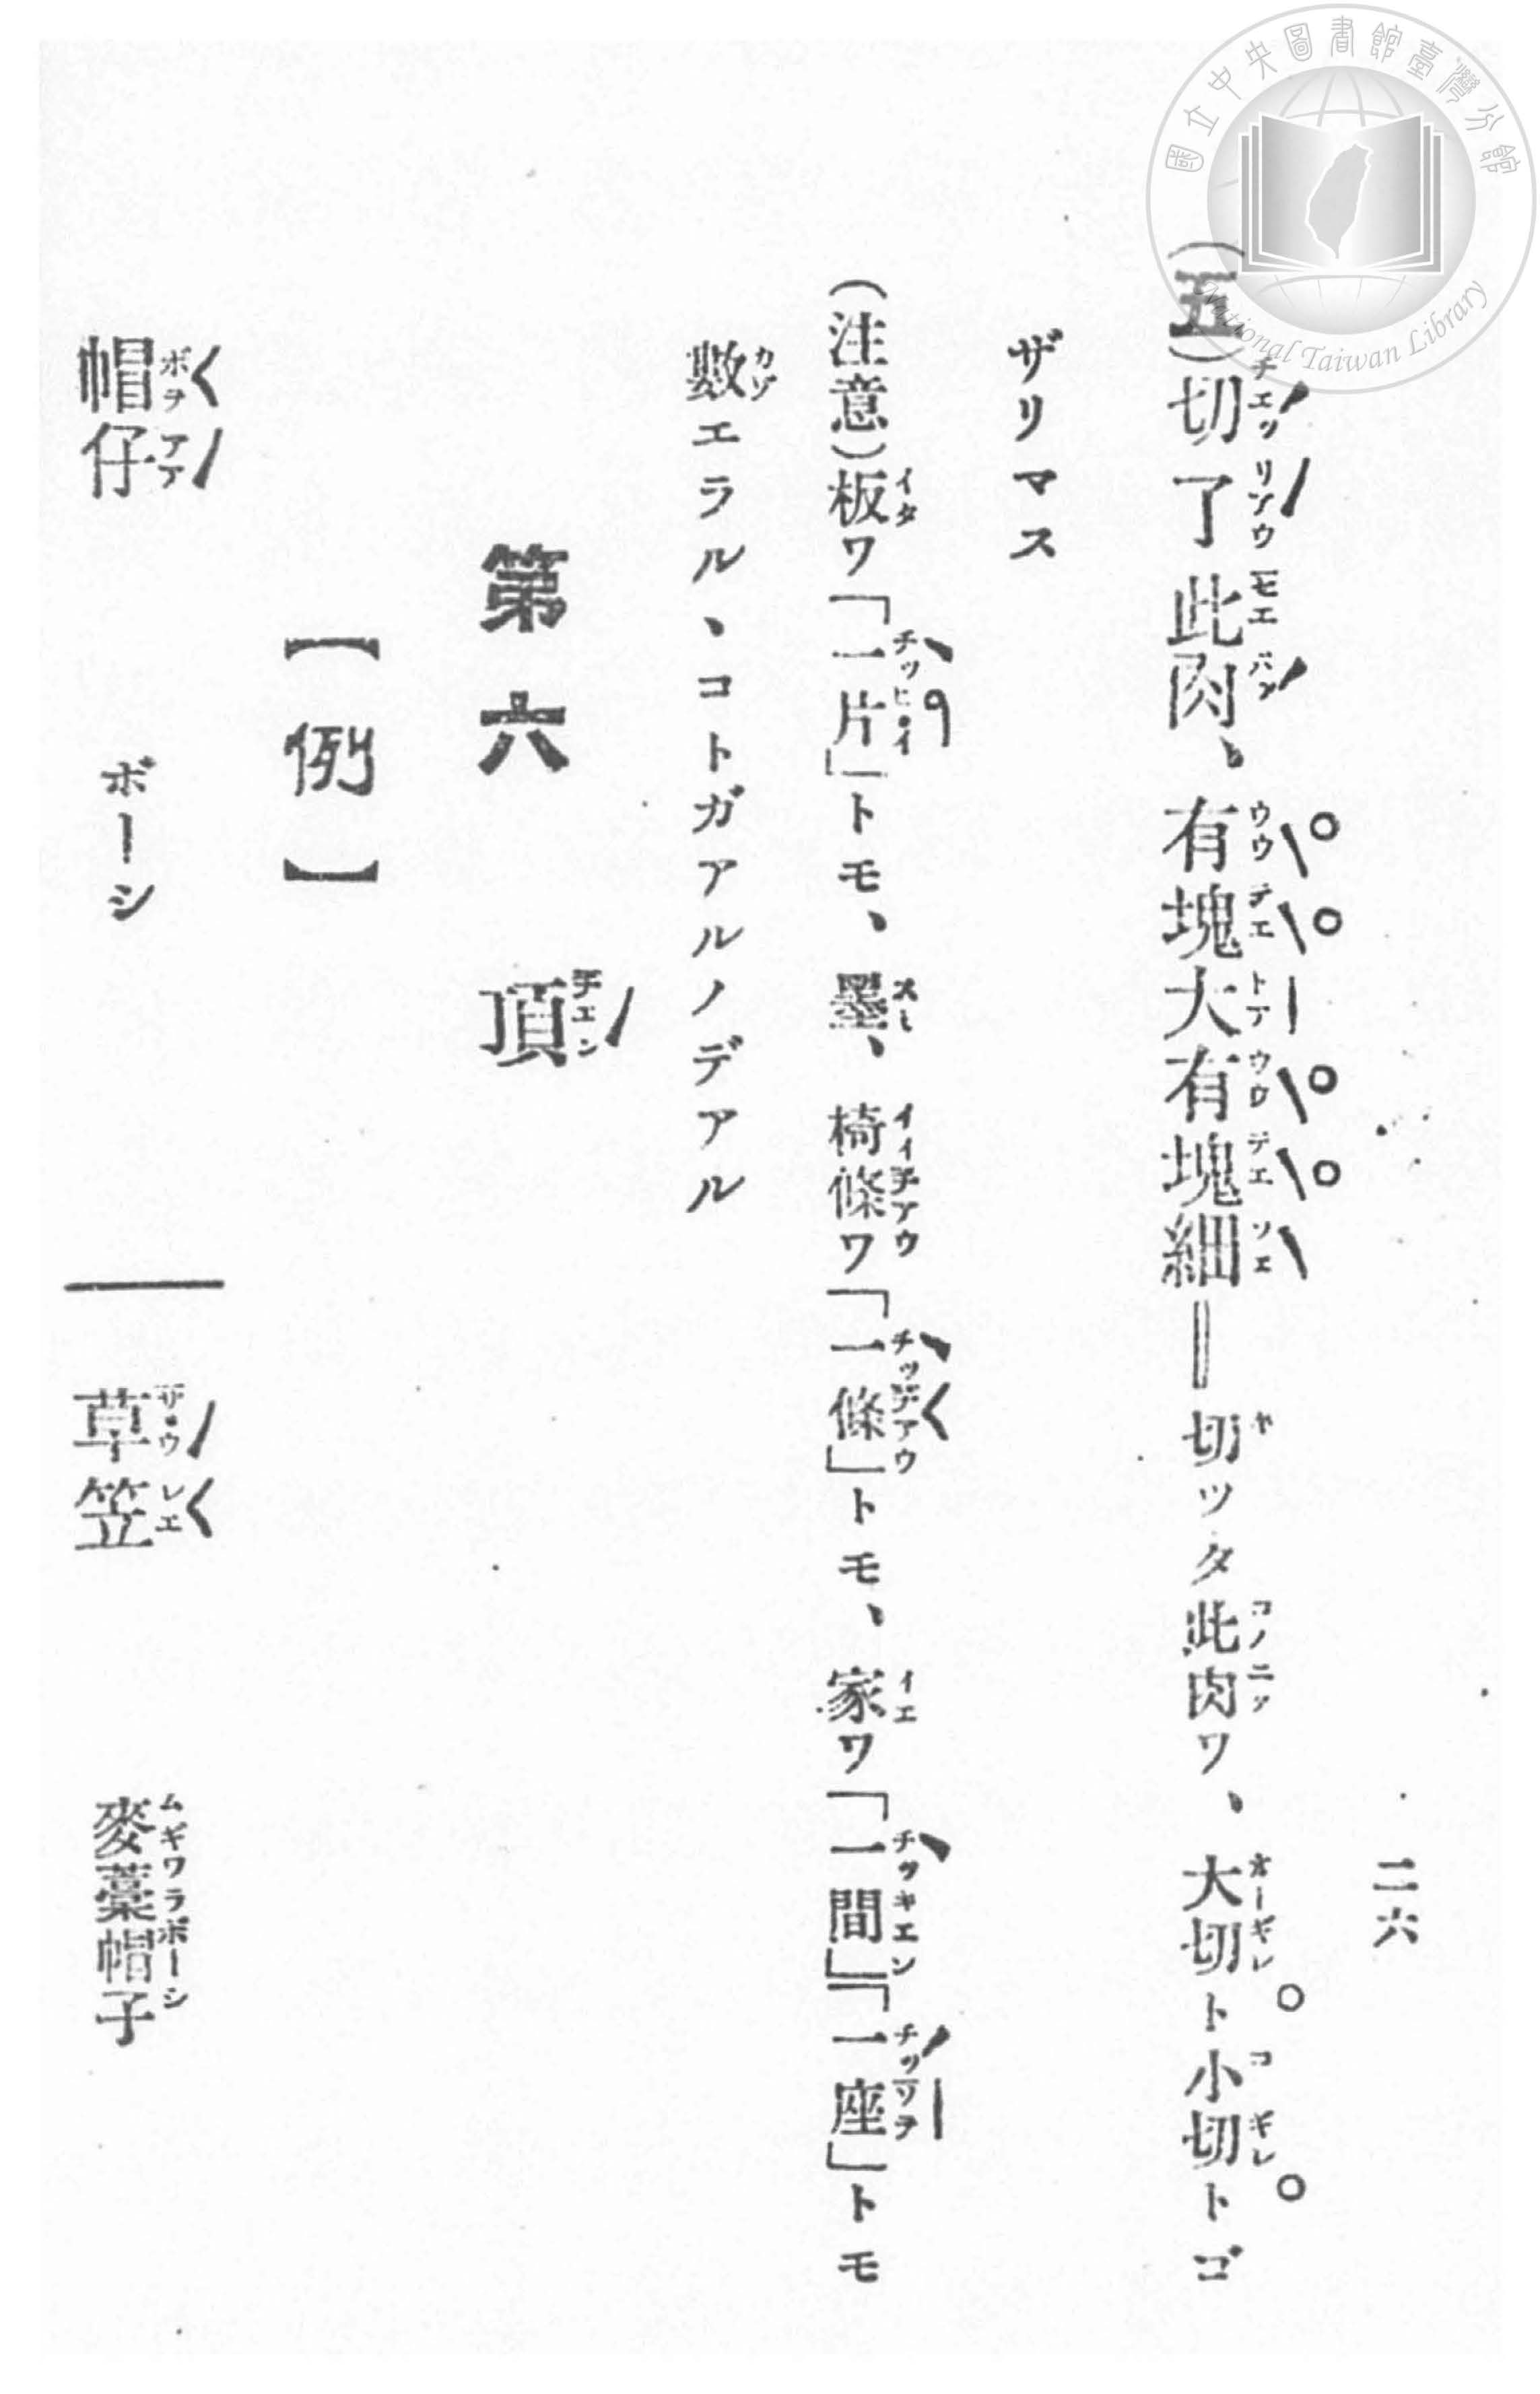 二六
(五)切了此肉、有塊大有塊細＝切ッタ此肉ワ、大切ト小切トゴ
ザリマス
(注意)板ワ「一片」トモ、墨、椅條ワ「一條」トモ、家ワ「一間」「一座」トモ
數エラル、コトガアルノデアル
第六 頂
【例】
帽仔 ボーシ ― 草笠 麥藁帽子
國立中央圖書館臺灣分館
National Taiwan Library